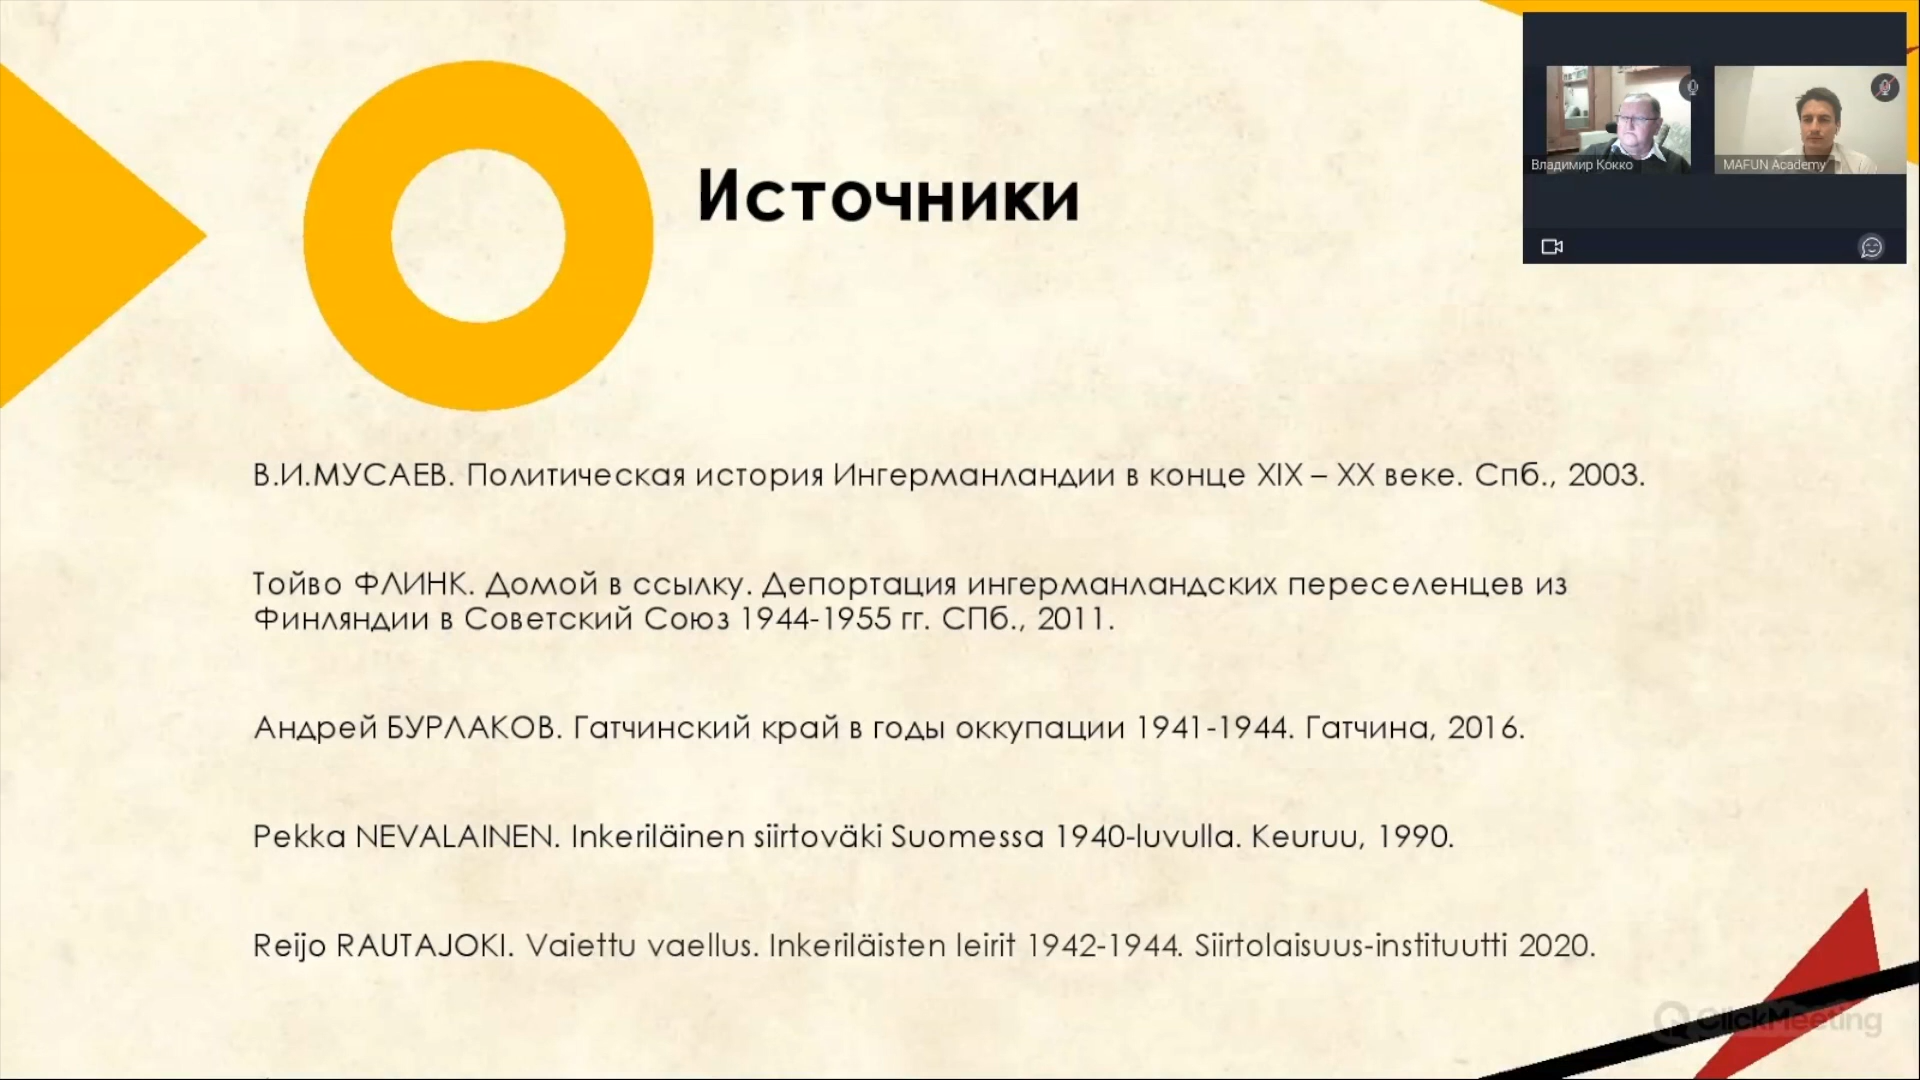 Источники
Владимир Кокко
MAFUN Academy
В.И.МУСАЕВ. Политическая история Ингерманландии в конце XIX – XX веке. Спб., 2003.
Тойво ФЛИНК. Домой в ссылку. Депортация ингерманландских переселенцев из
Финляндии в Советский Союз 1944-1955 гг. СПб., 2011.
Андрей БУРЛАКОВ. Гатчинский край в годы оккупации 1941-1944. Гатчина, 2016.
Pekka NEVALAINEN. Inkeriläinen siirtoväki Suomessa 1940-luvulla. Keuruu, 1990.
Reijo RAUTAJOKI. Vaiettu vaellus. Inkeriläisten leirit 1942-1944. Siirtolaisuus-instituutti 2020.
ClickMeeting